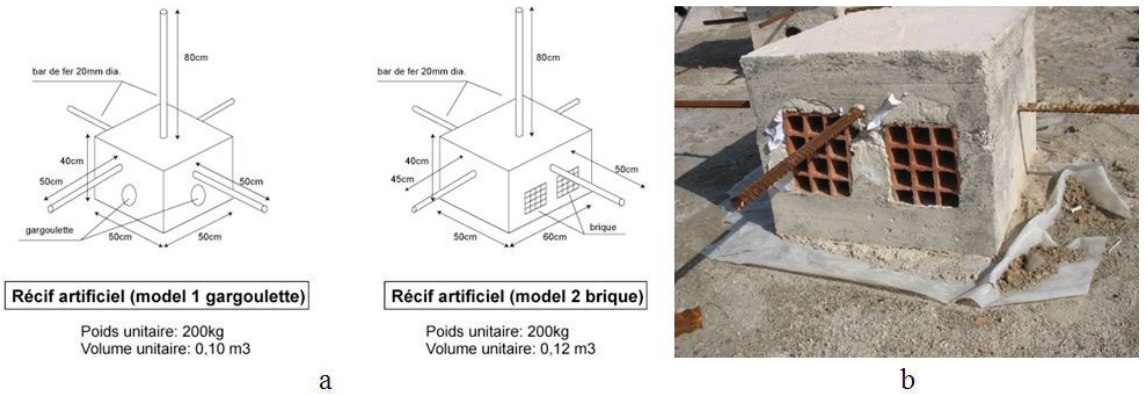 80cm
bar de fer 20mm dia.
40cm
50cm
50cm
gargoulette
50cm
50cm
Récif artificiel (model 1 gargoulette)
Poids unitaire: 200kg
Volume unitaire: 0,10 m3
80cm
bar de fer 20mm dia.
40cm
45cm
50cm
brique
50cm
60cm
Récif artificiel (model 2 brique)
Poids unitaire: 200kg
Volume unitaire: 0,12 m3
a
b